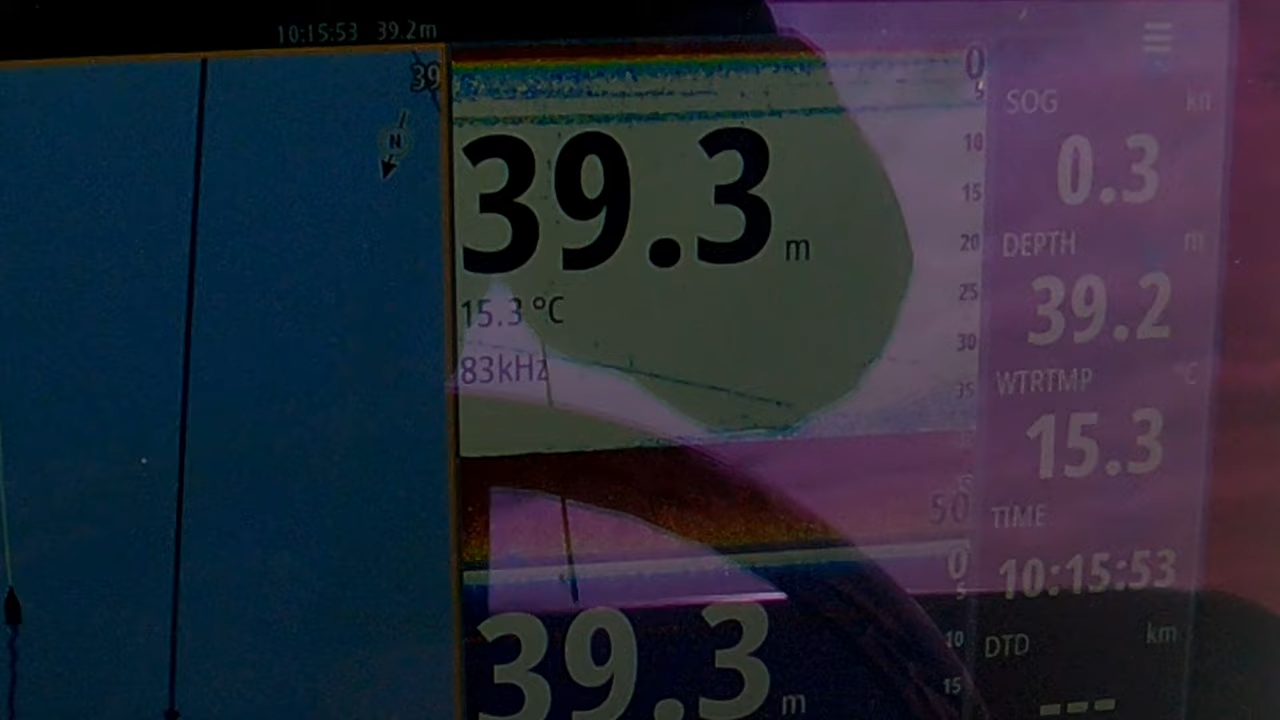 10:15:53 39.2m
39
N
39.3 m
15.3 °C
83kHz
0
5
10
15
20
25
30
35
50
0
5
10
15
39.3 m
SOG kn
0.3
DEPTH m
39.2
WTRTMP °C
15.3
TIME
10:15:53
DTD km
---